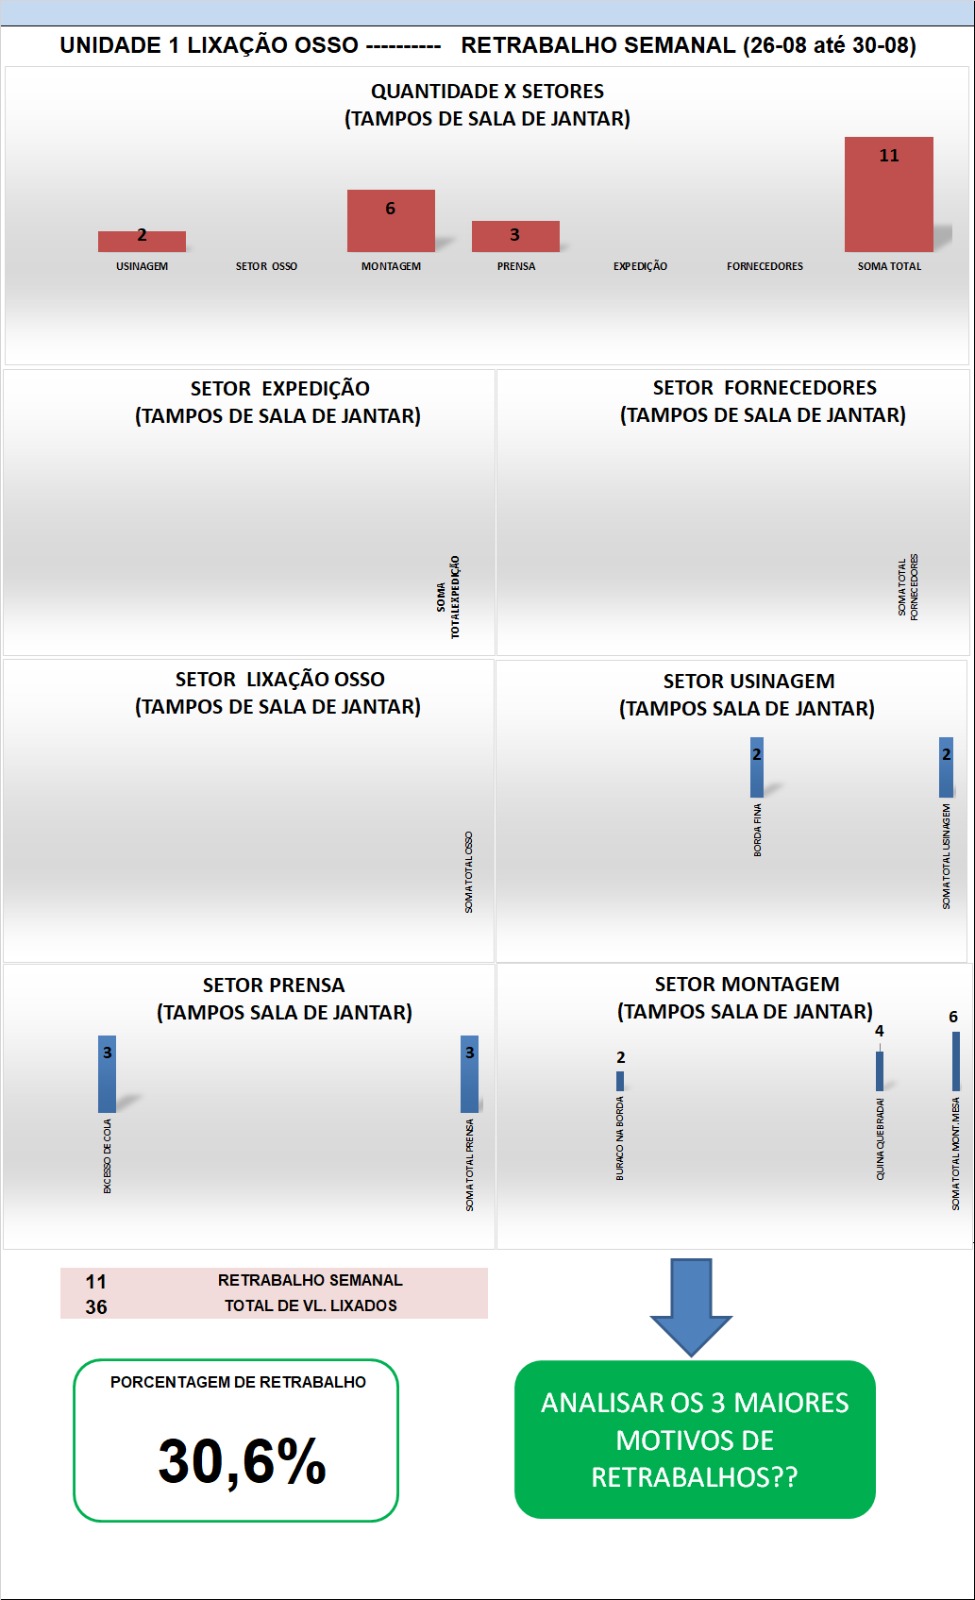 UNIDADE 1 LIXAÇÃO OSSO ---------- RETRABALHO SEMANAL (26-08 até 30-08)
QUANTIDADE X SETORES
(TAMPOS DE SALA DE JANTAR)
2
6
3
11
USINAGEM
SETOR OSSO
MONTAGEM
PRENSA
EXPEDIÇÃO
FORNECEDORES
SOMA TOTAL
SETOR EXPEDIÇÃO
(TAMPOS DE SALA DE JANTAR)
SOMA
TOTALEXPEDIÇÃO
SETOR FORNECEDORES
(TAMPOS DE SALA DE JANTAR)
SOMA TOTAL
FORNECEDORES
SETOR LIXAÇÃO OSSO
(TAMPOS DE SALA DE JANTAR)
SOMA TOTAL OSSO
SETOR USINAGEM
(TAMPOS SALA DE JANTAR)
2
2
BORDA FINA
SOMA TOTAL USINAGEM
SETOR PRENSA
(TAMPOS SALA DE JANTAR)
3
3
EXCESSO DE COLA
SOMA TOTAL PRENSA
SETOR MONTAGEM
(TAMPOS SALA DE JANTAR)
2
4
6
BURACO NA BORDA
QUINA QUEBRADA!
SOMA TOTAL MONT.MESA
11 RETRABALHO SEMANAL
36 TOTAL DE VL. LIXADOS
PORCENTAGEM DE RETRABALHO
30,6%
ANALISAR OS 3 MAIORES
MOTIVOS DE
RETRABALHOS??